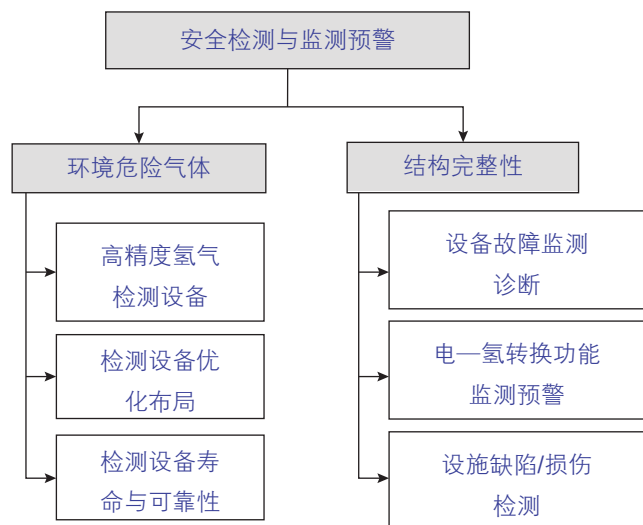 安全检测与监测预警
环境危险气体
结构完整性
高精度氢气
检测设备
检测设备优
化布局
检测设备寿
命与可靠性
设备故障监测
诊断
电—氢转换功能
监测预警
设施缺陷/损伤
检测